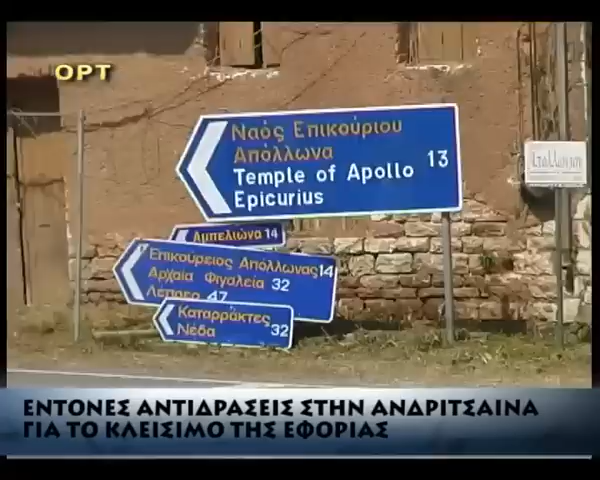 ΟΡΤ
Ναός Επικούριου
Απόλλωνα
Temple of Apollo 13
Epicurius
Αμπελιώνα 14
Επικούρειος Απόλλωνας 14
Αρχαία Φιγαλεία 32
Λέπρεο 47
Καταρράκτες
Νέδα 32
ΕΝΤΟΝΕΣ ΑΝΤΙΔΡΑΣΕΙΣ ΣΤΗΝ ΑΝΔΡΙΤΣΑΙΝΑ
ΓΙΑ ΤΟ ΚΛΕΙΣΙΜΟ ΤΗΣ ΕΦΟΡΙΑΣ